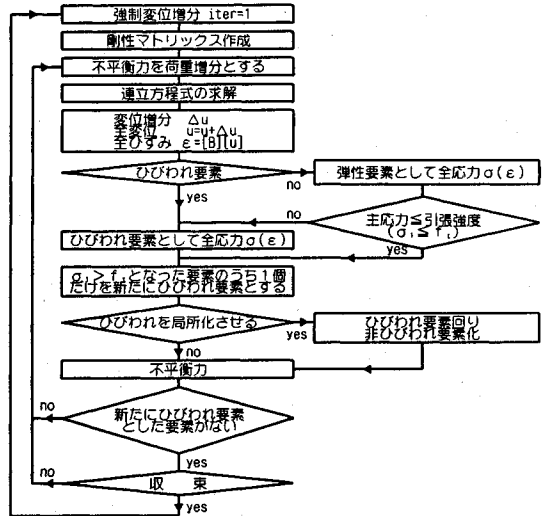 強制変位増分 iter=1
剛性マトリックス作成
不平衡力を荷重増分とする
連立方程式の求解
変位増分 △u
全変位 u=u+△u
全ひずみ ε=[B][u]
ひびわれ要素
no
弾性要素として全応力σ(ε)
yes
no
主応力≦引張強度
(σ₁≦fₜ)
yes
ひびわれ要素として全応力σ(ε)
σ₁>fₜとなった要素のうち1個
だけを新たにひびわれ要素とする
ひびわれを局所化させる
yes
ひびわれ要素回り
非ひびわれ要素化
no
不平衡力
no
新たにひびわれ要素
とした要素がない
yes
no
収 束
yes